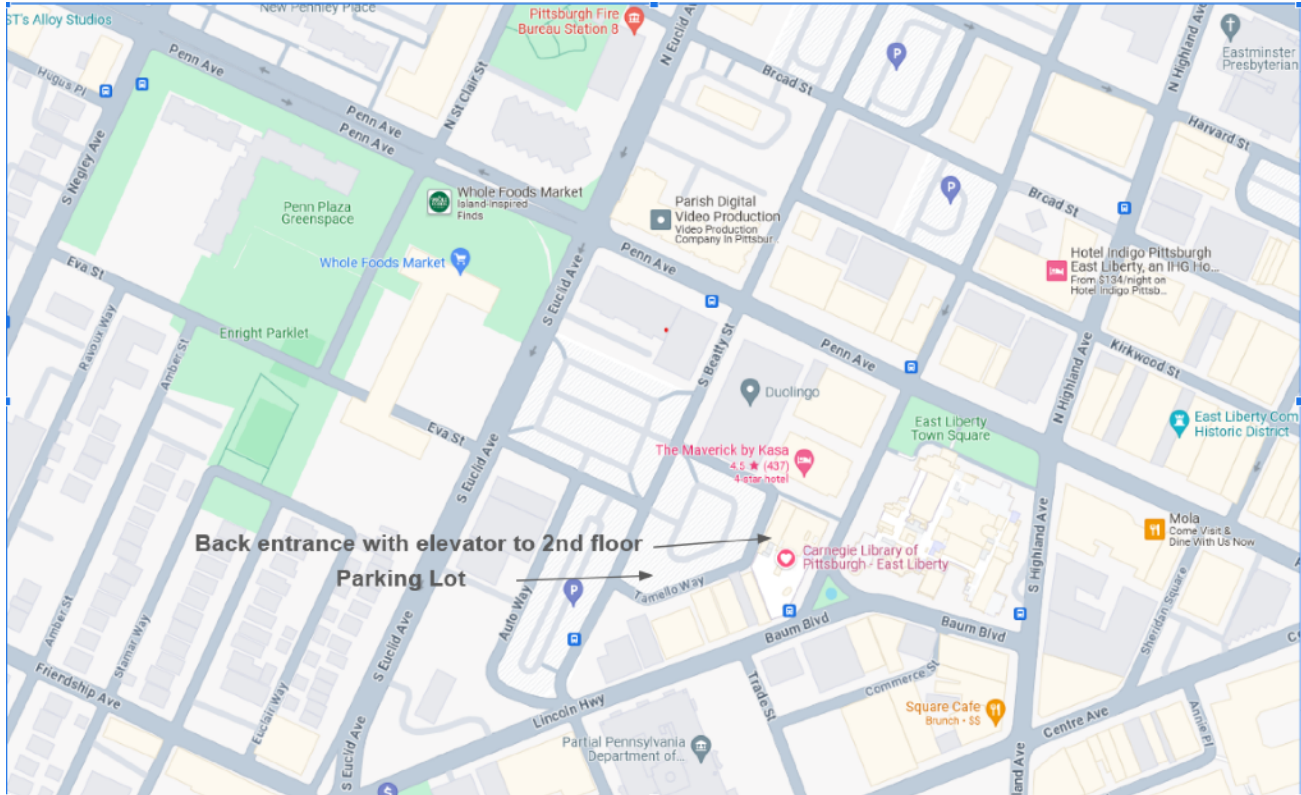 ST's Alloy Studios
New Pennley Place
Pittsburgh Fire
Bureau Station 8
N Euclid Ave
N Highland Ave
Eastminster
Presbyterian
Penn Ave
Hugus Pl
N St Clair St
Broad St
P
Harvard St
Penn Ave
Penn Ave
S Negley Ave
Whole Foods Market
Island-Inspired
Finds
Penn Plaza
Greenspace
Parish Digital
Video Production
Video Production
Company in Pittsbur...
P
Broad St
Whole Foods Market
Penn Ave
Hotel Indigo Pittsburgh
East Liberty, an IHG Ho...
From $134/night on
Hotel Indigo Pittsb...
Eva St
S Euclid Ave
Ravoux Way
Enright Parklet
Amber St
S Beatty St
Penn Ave
Kirkwood St
N Highland Ave
Duolingo
East Liberty
Town Square
East Liberty Com
Historic District
Eva St
S Euclid Ave
The Maverick by Kasa
4.5 ★ (437)
4-star hotel
Back entrance with elevator to 2nd floor
Parking Lot
Carnegie Library of
Pittsburgh - East Liberty
Mola
Come Visit &
Dine With Us Now
S Highland Ave
P
Tamello Way
Auto Way
Amber St
Stamar Way
S Euclid Ave
Baum Blvd
Baum Blvd
Sheridan Square
Friendship Ave
Euclair Way
Lincoln Hwy
Trade St
Commerce St
Square Cafe
Brunch • $$
Centre Ave
Annie Pl
Partial Pennsylvania
Department of...
S Euclid Ave
land Ave
$